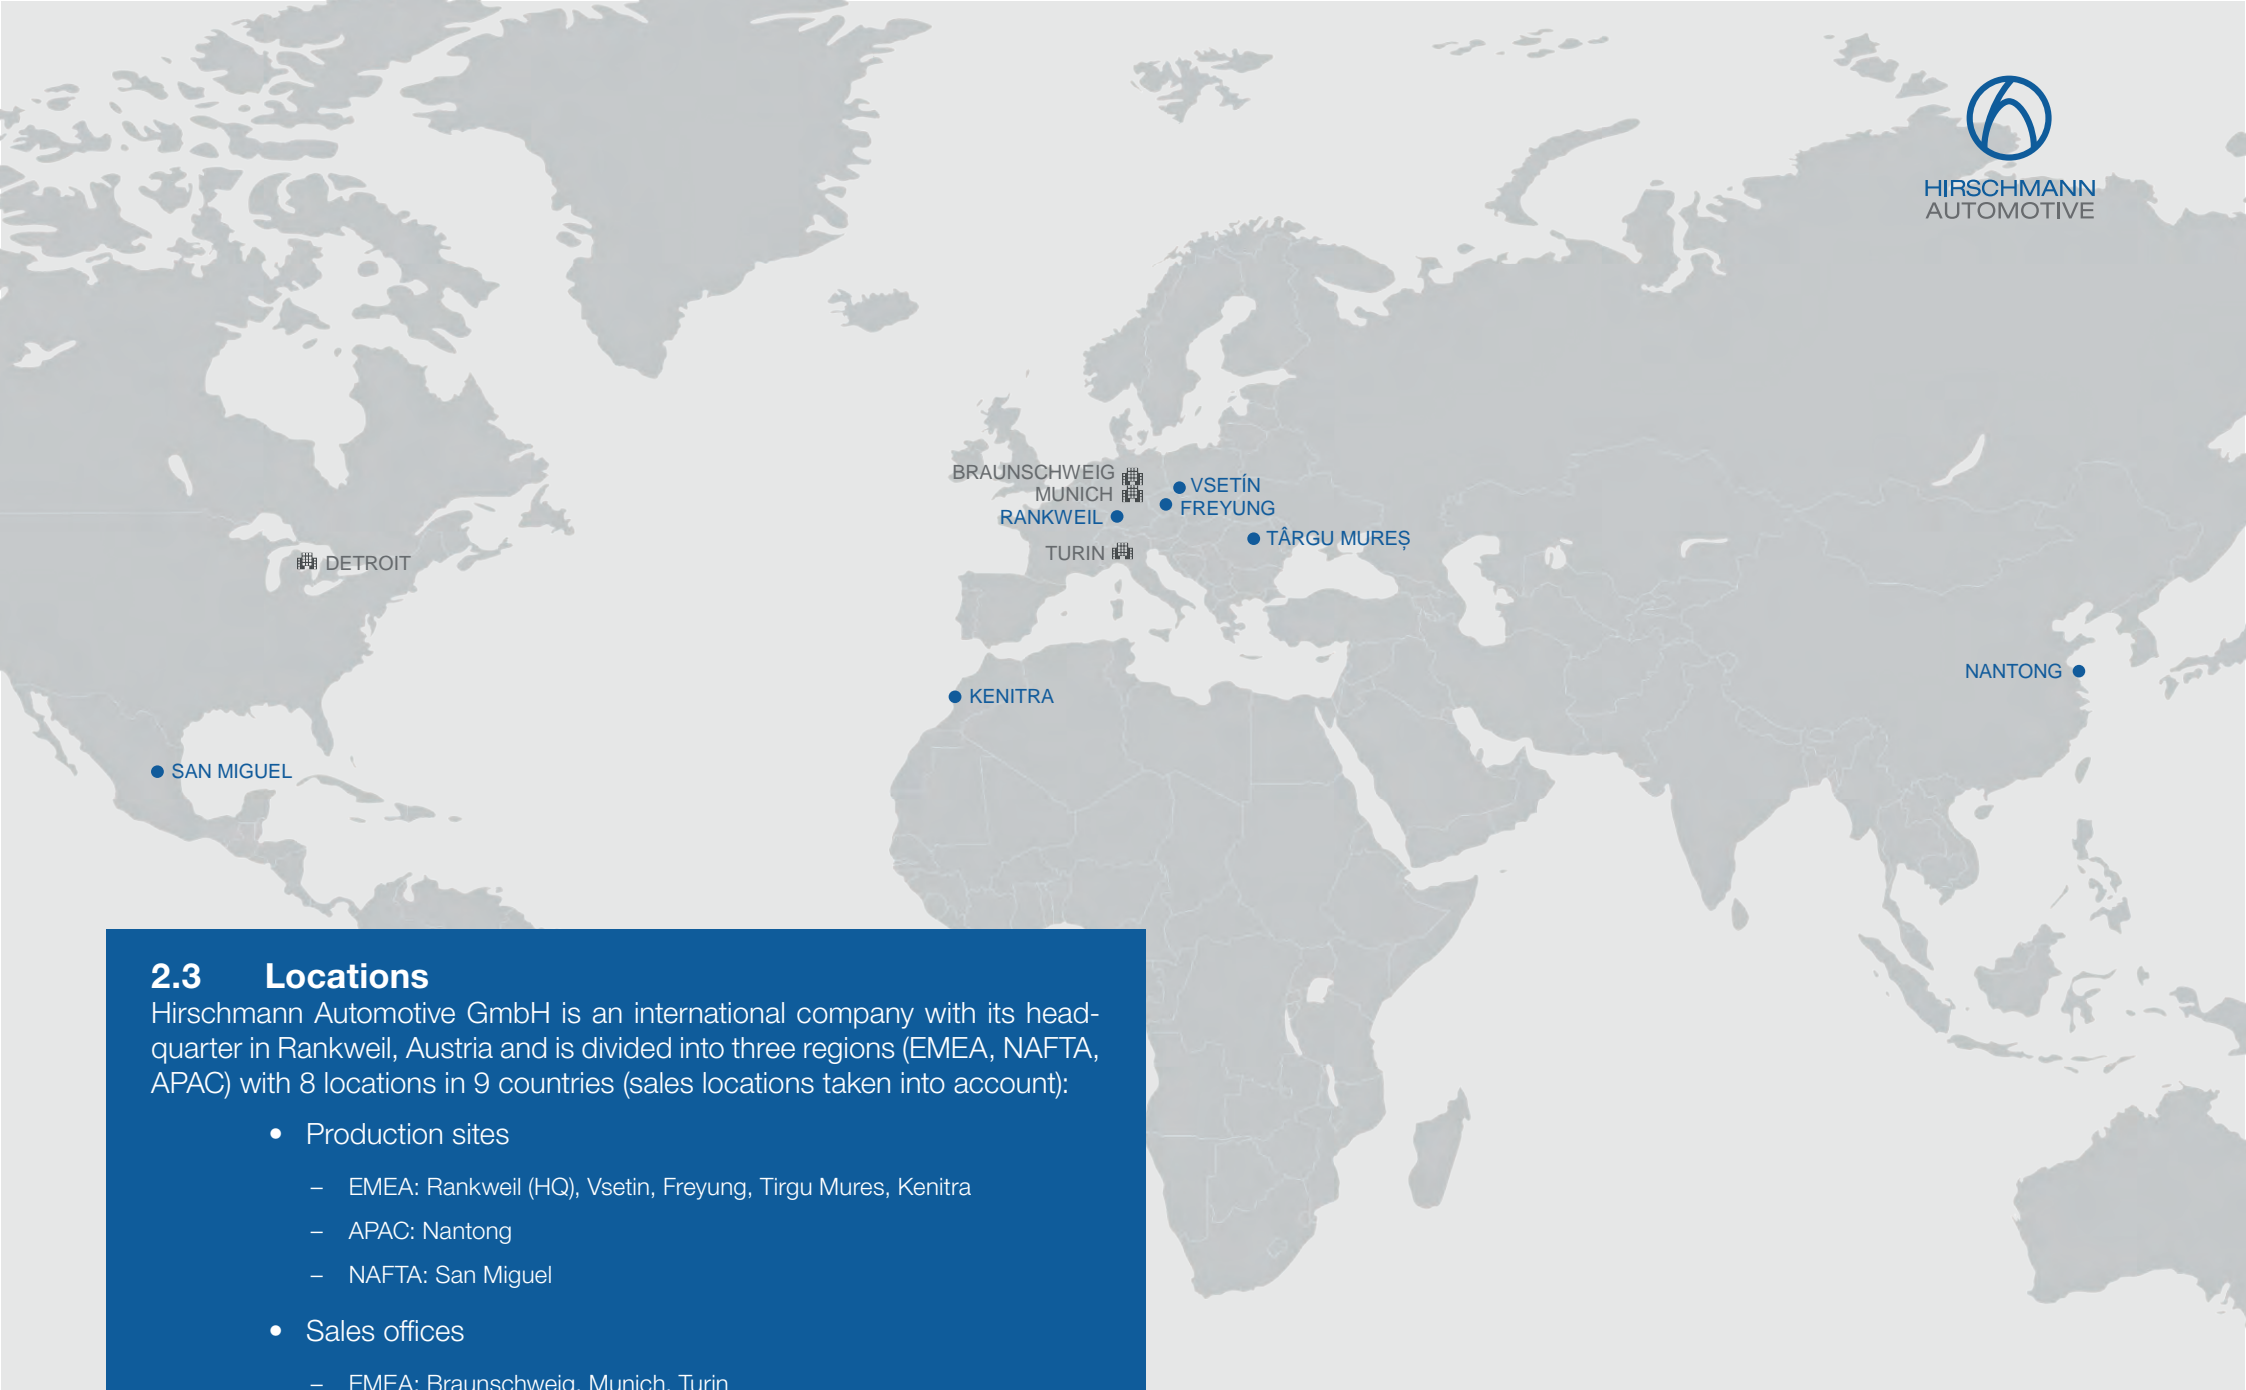 HIRSCHMANN
AUTOMOTIVE
BRAUNSCHWEIG
MUNICH
RANKWEIL
VSETÍN
FREYUNG
TÂRGU MUREȘ
TURIN
DETROIT
NANTONG
KENITRA
SAN MIGUEL
2.3 Locations
Hirschmann Automotive GmbH is an international company with its head-
quarter in Rankweil, Austria and is divided into three regions (EMEA, NAFTA,
APAC) with 8 locations in 9 countries (sales locations taken into account):
• Production sites
– EMEA: Rankweil (HQ), Vsetin, Freyung, Tirgu Mures, Kenitra
– APAC: Nantong
– NAFTA: San Miguel
• Sales offices
– EMEA: Braunschweig, Munich, Turin